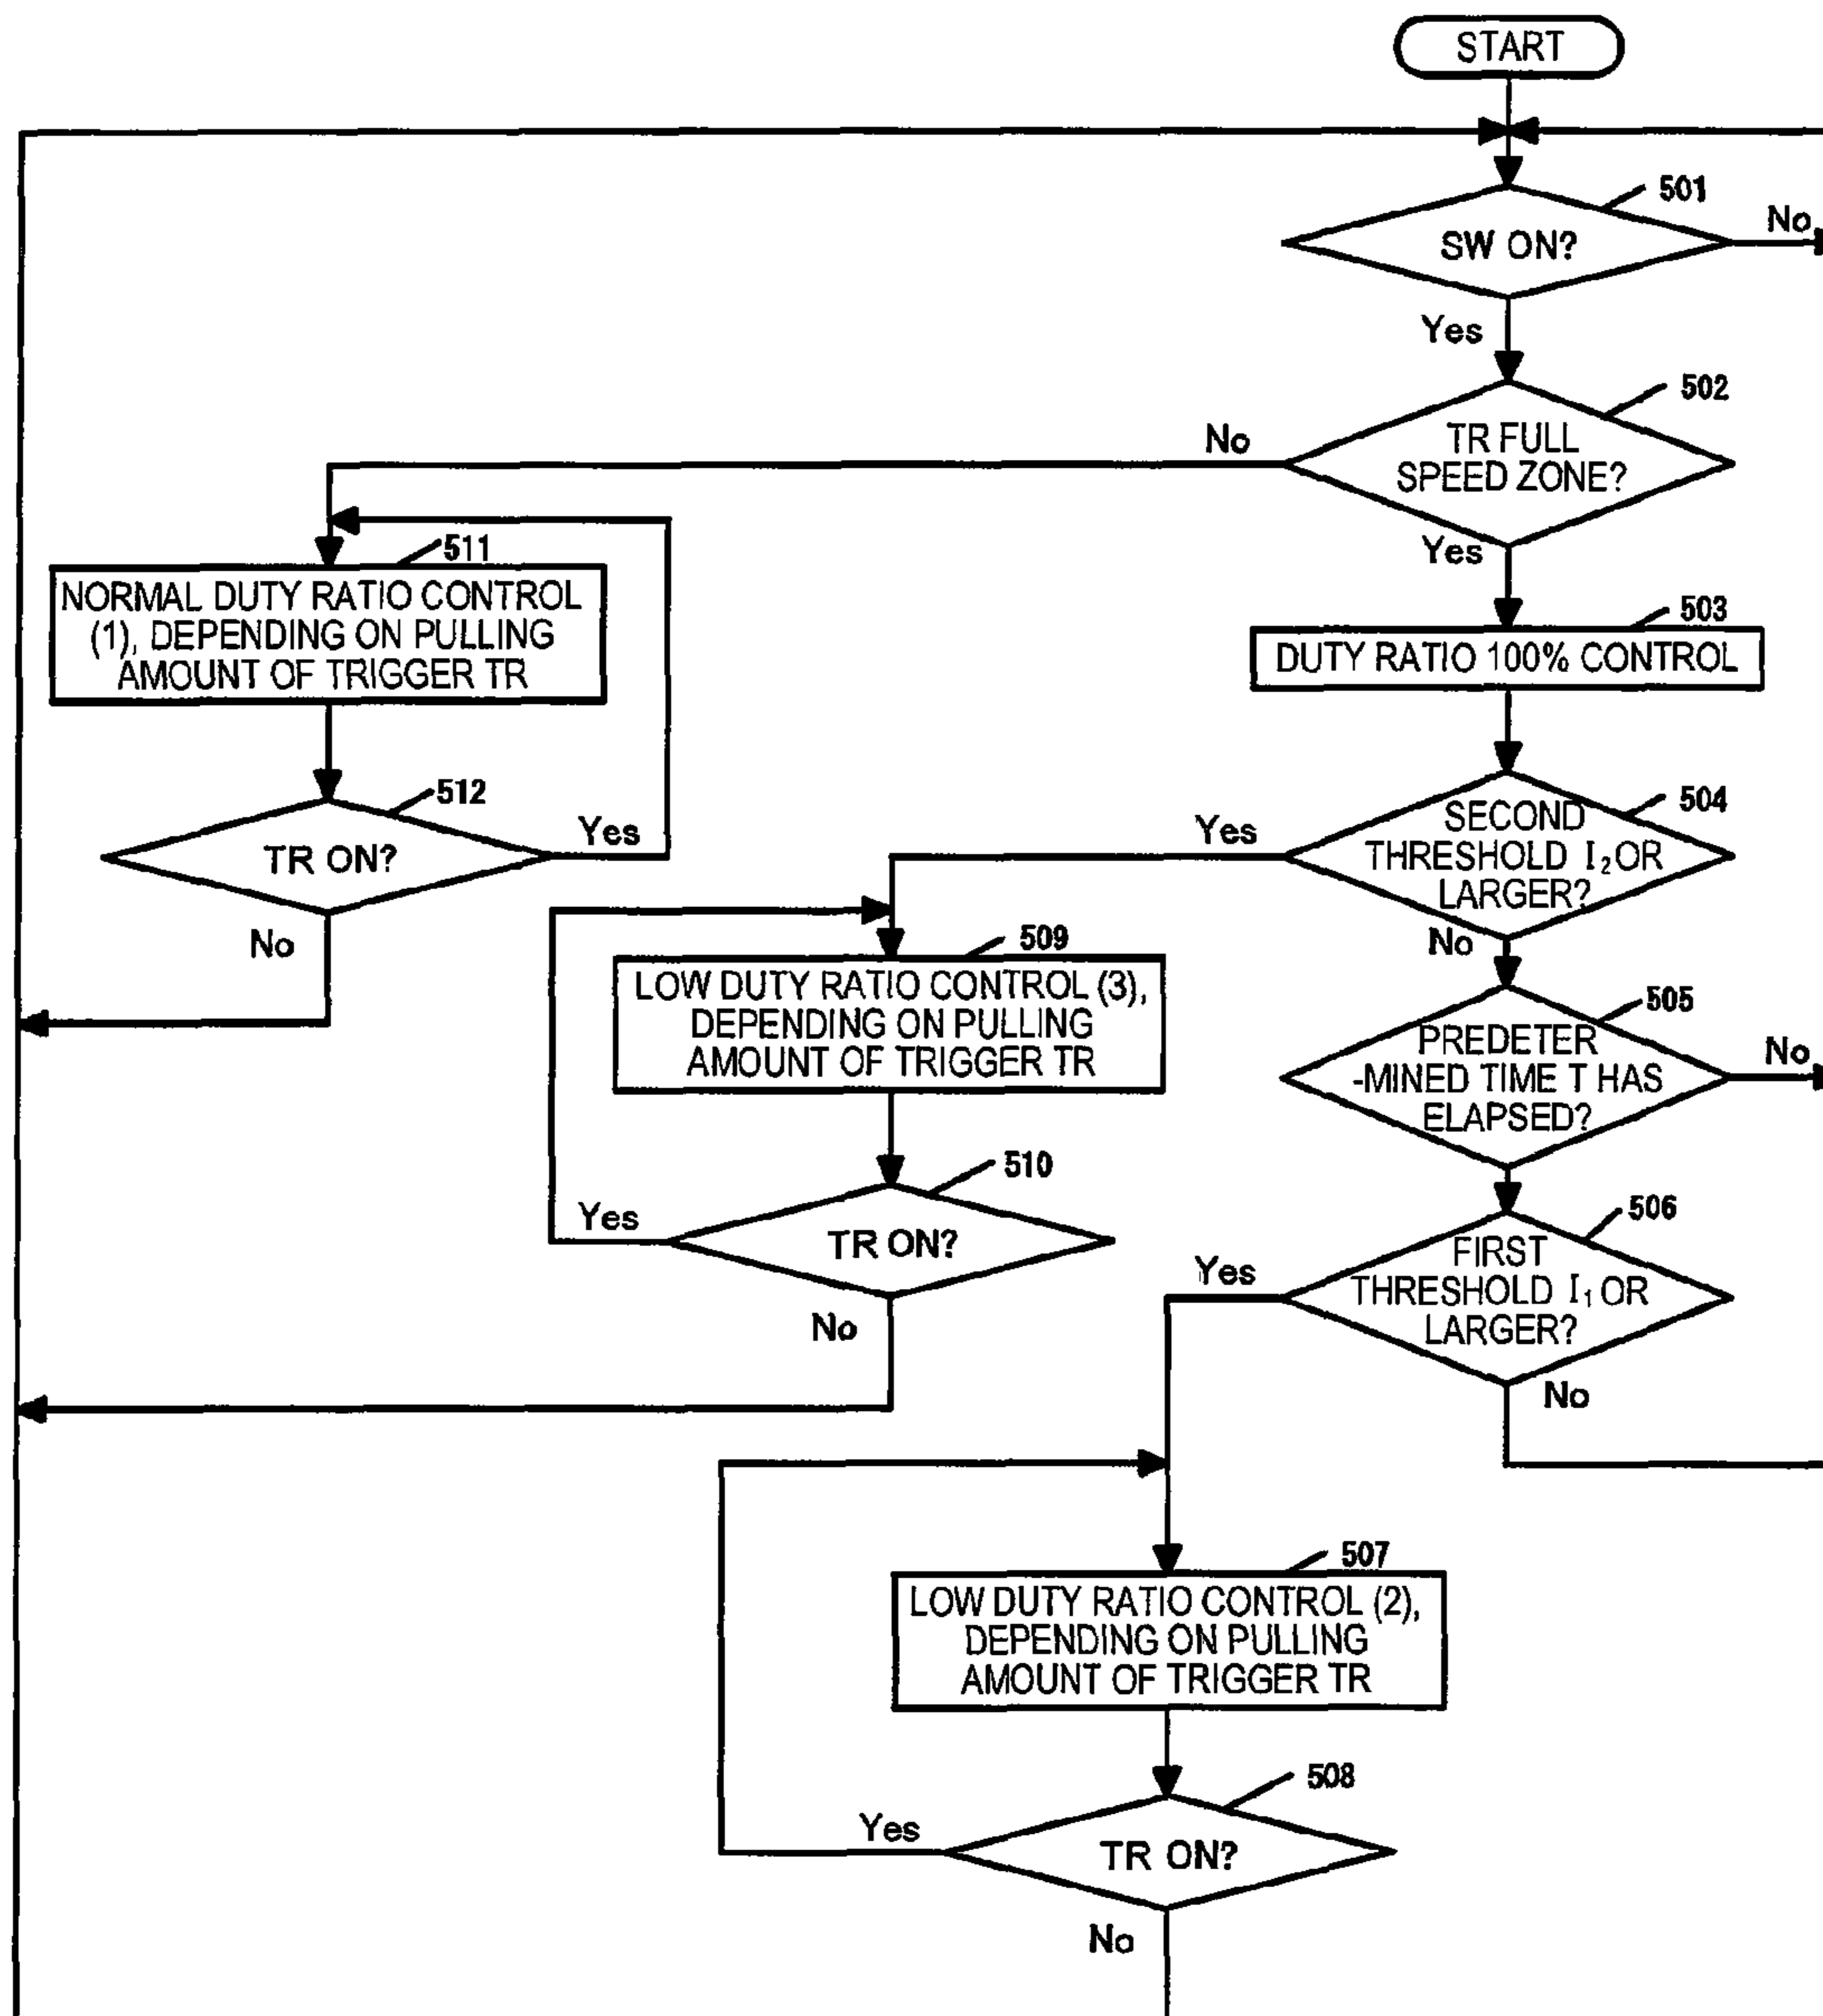 START
501
SW ON?
No
Yes
502
TR FULL
SPEED ZONE?
No
Yes
503
DUTY RATIO 100% CONTROL
511
NORMAL DUTY RATIO CONTROL
(1), DEPENDING ON PULLING
AMOUNT OF TRIGGER TR
512
TR ON?
Yes
No
504
SECOND
THRESHOLD I₂ OR
LARGER?
Yes
No
509
LOW DUTY RATIO CONTROL (3),
DEPENDING ON PULLING
AMOUNT OF TRIGGER TR
505
PREDETER
-MINED TIME T HAS
ELAPSED?
No
510
TR ON?
Yes
No
506
FIRST
THRESHOLD I₁ OR
LARGER?
Yes
No
507
LOW DUTY RATIO CONTROL (2),
DEPENDING ON PULLING
AMOUNT OF TRIGGER TR
508
TR ON?
Yes
No